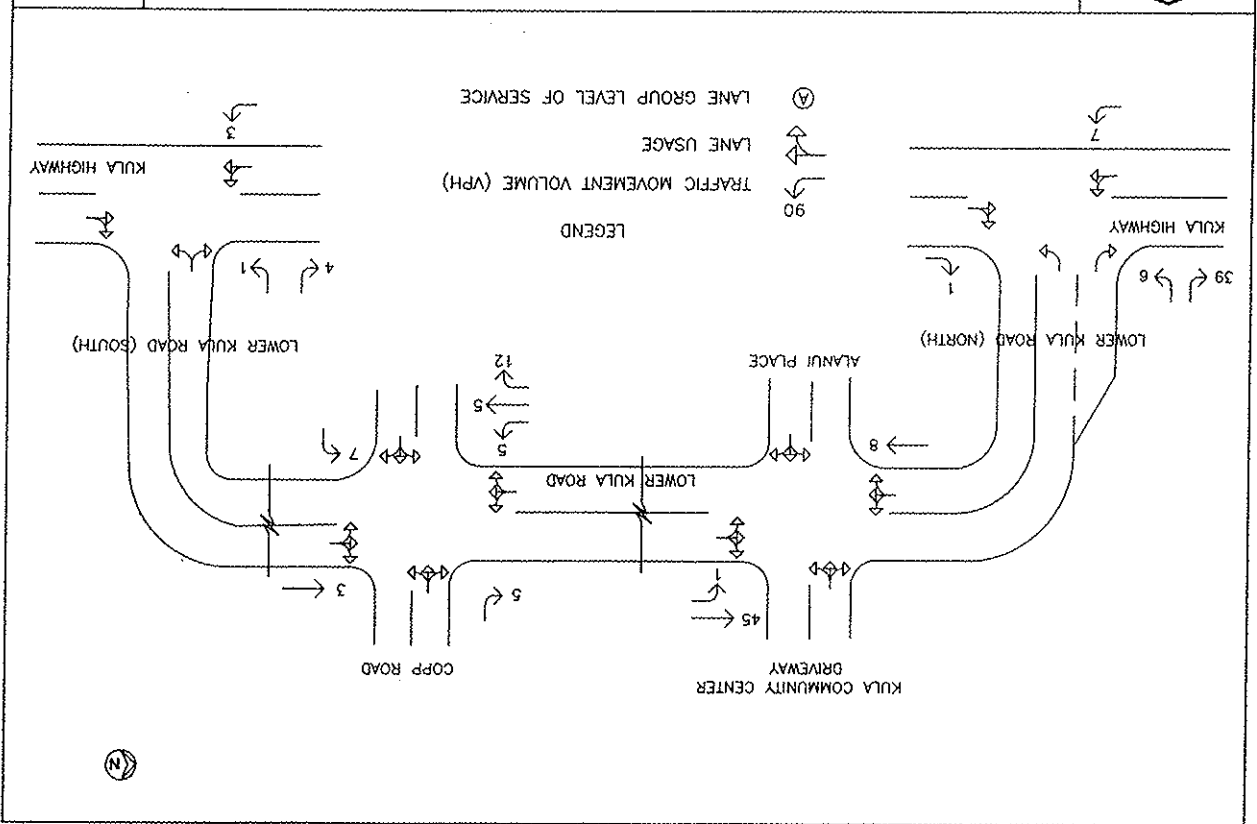 N
KULA COMMUNITY CENTER
DRIVEWAY
COPP ROAD
45
1
5
3
LOWER KULA ROAD
8
5
5
12
7
ALANUI PLACE
LOWER KULA ROAD (NORTH)
LOWER KULA ROAD (SOUTH)
39
6
1
4
1
KULA HIGHWAY
KULA HIGHWAY
7
3
LEGEND
90
TRAFFIC MOVEMENT VOLUME (VPH)
LANE USAGE
A LANE GROUP LEVEL OF SERVICE